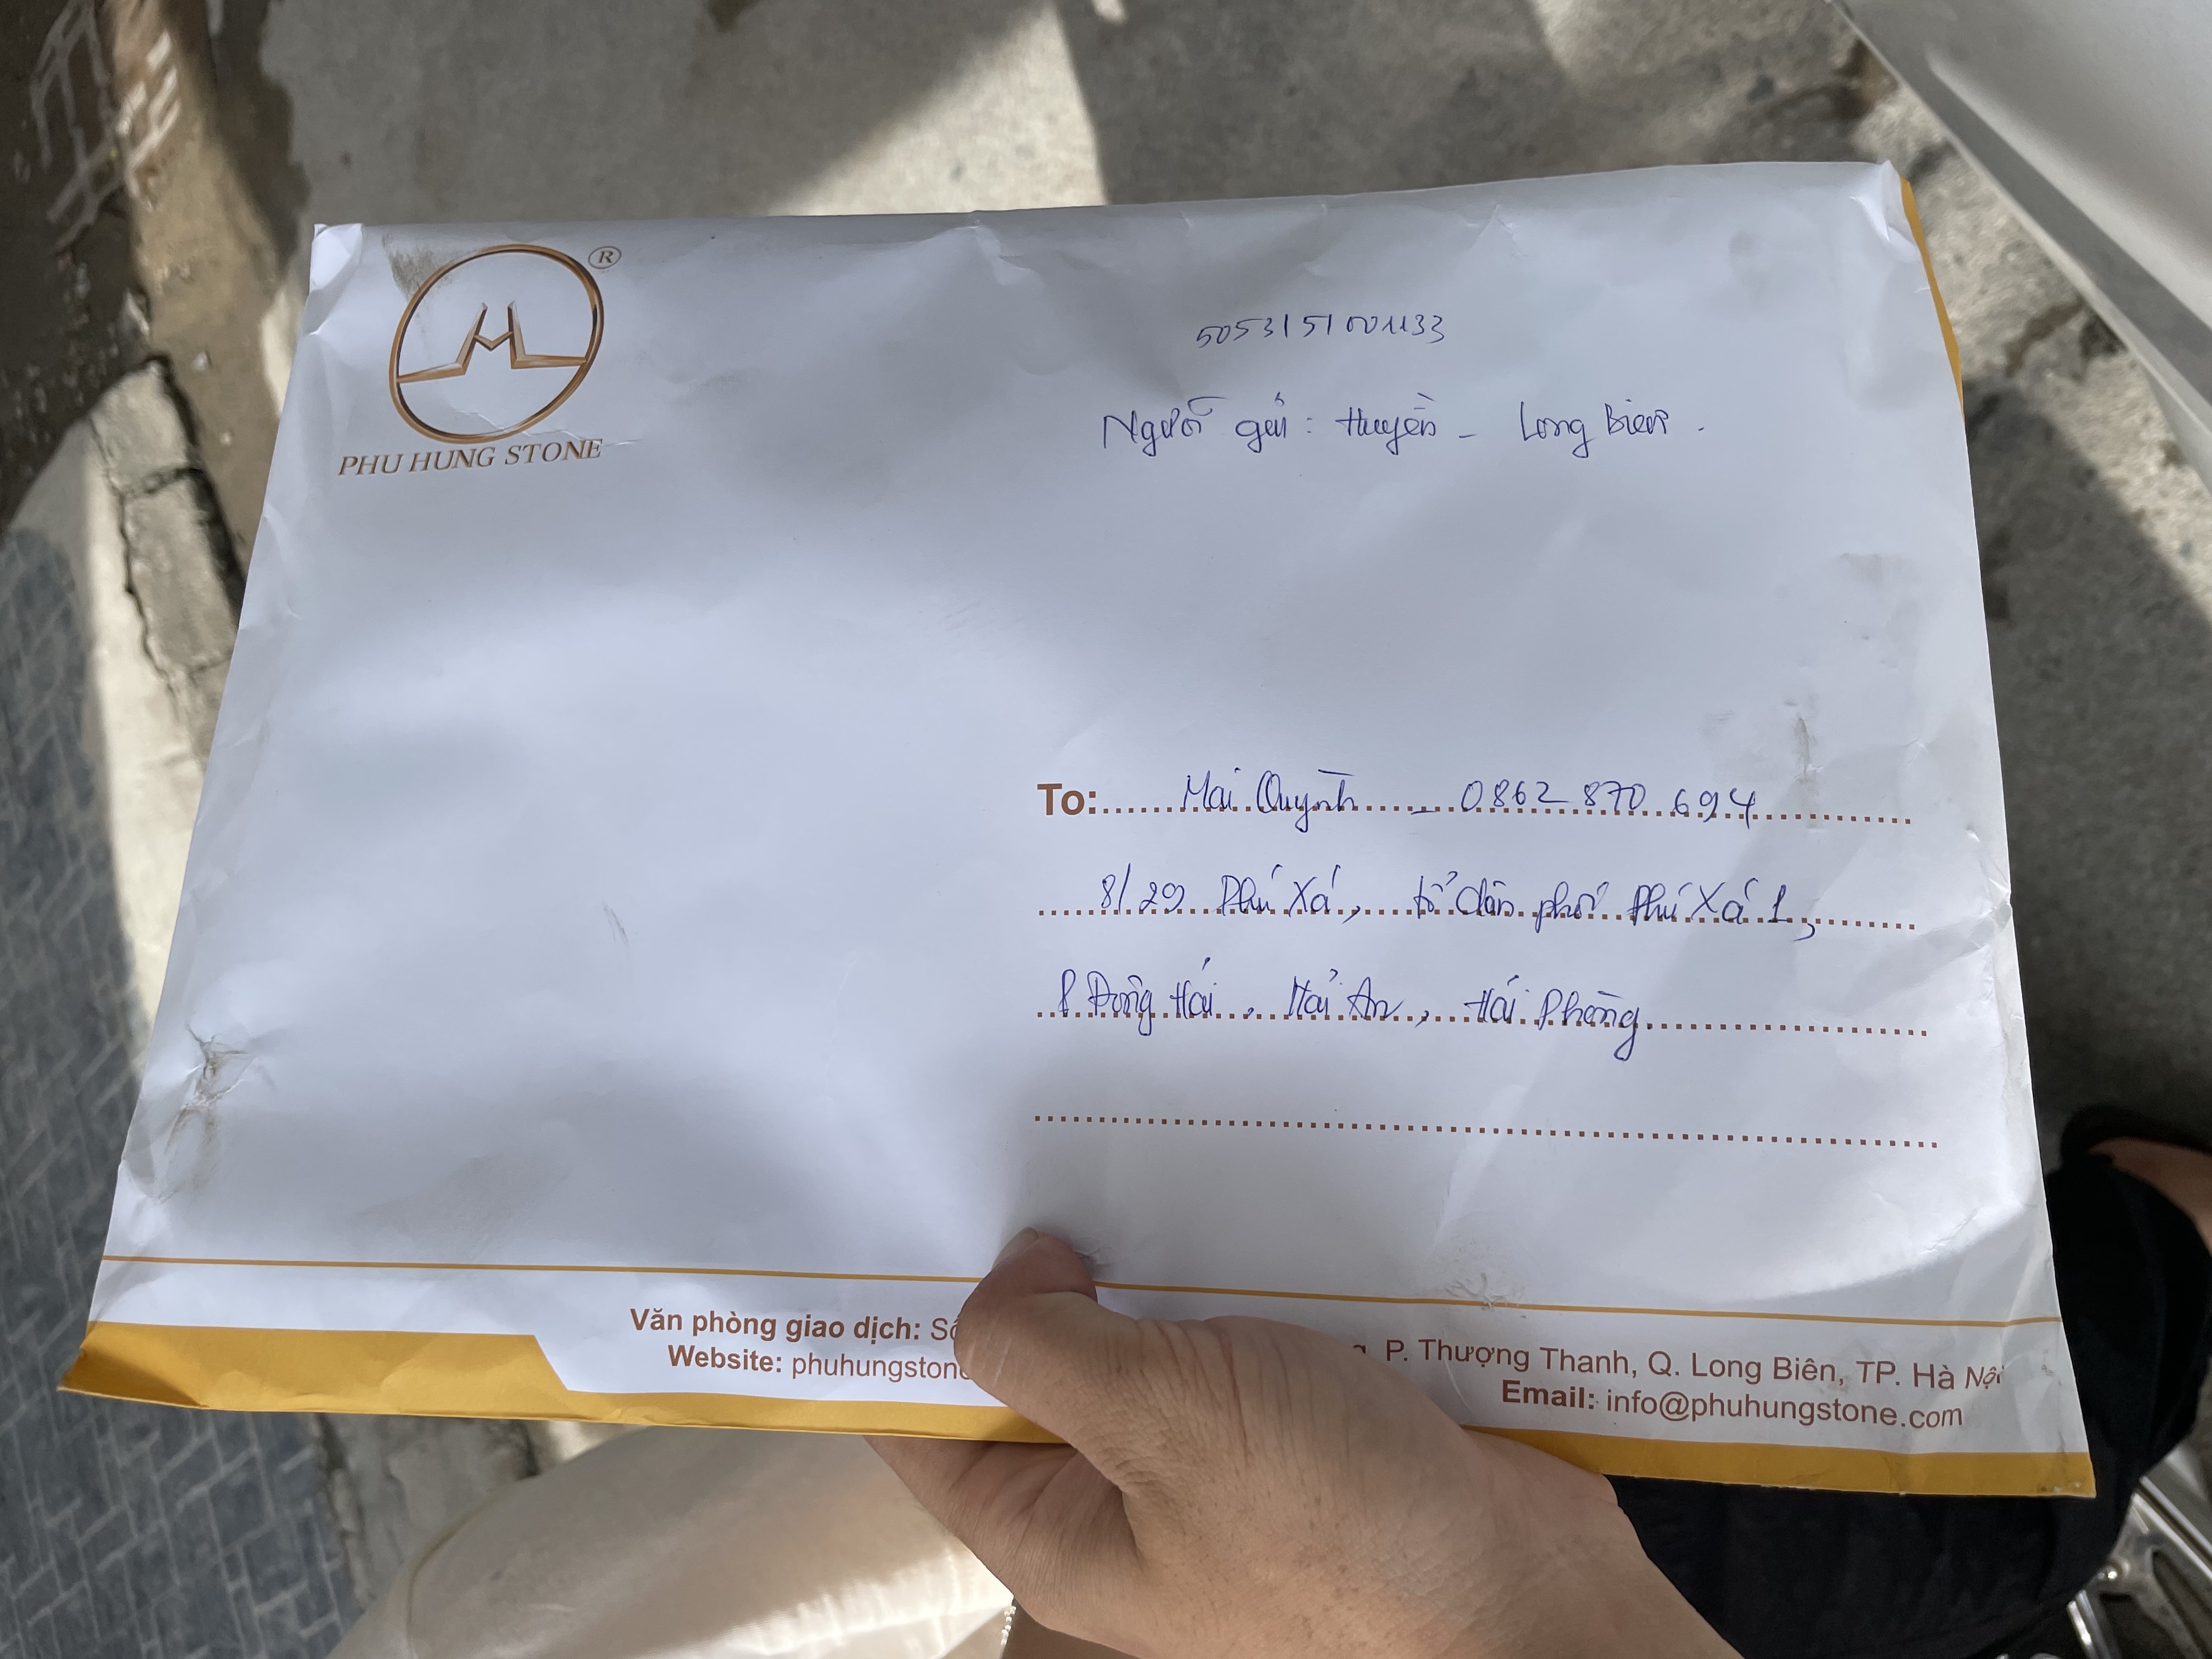 ®
PHU HUNG STONE
5053151001133
Người gửi: Huyền - Long Biên.
To: Mai Quỳnh - 0862 870 694
8/29 Phú Xá, tổ dân phố Phú Xá 1,
P Đông Hải, Hải An, Hải Phòng.
Văn phòng giao dịch: Số P. Thượng Thanh, Q. Long Biên, TP. Hà Nội
Website: phuhungstone Email: info@phuhungstone.com